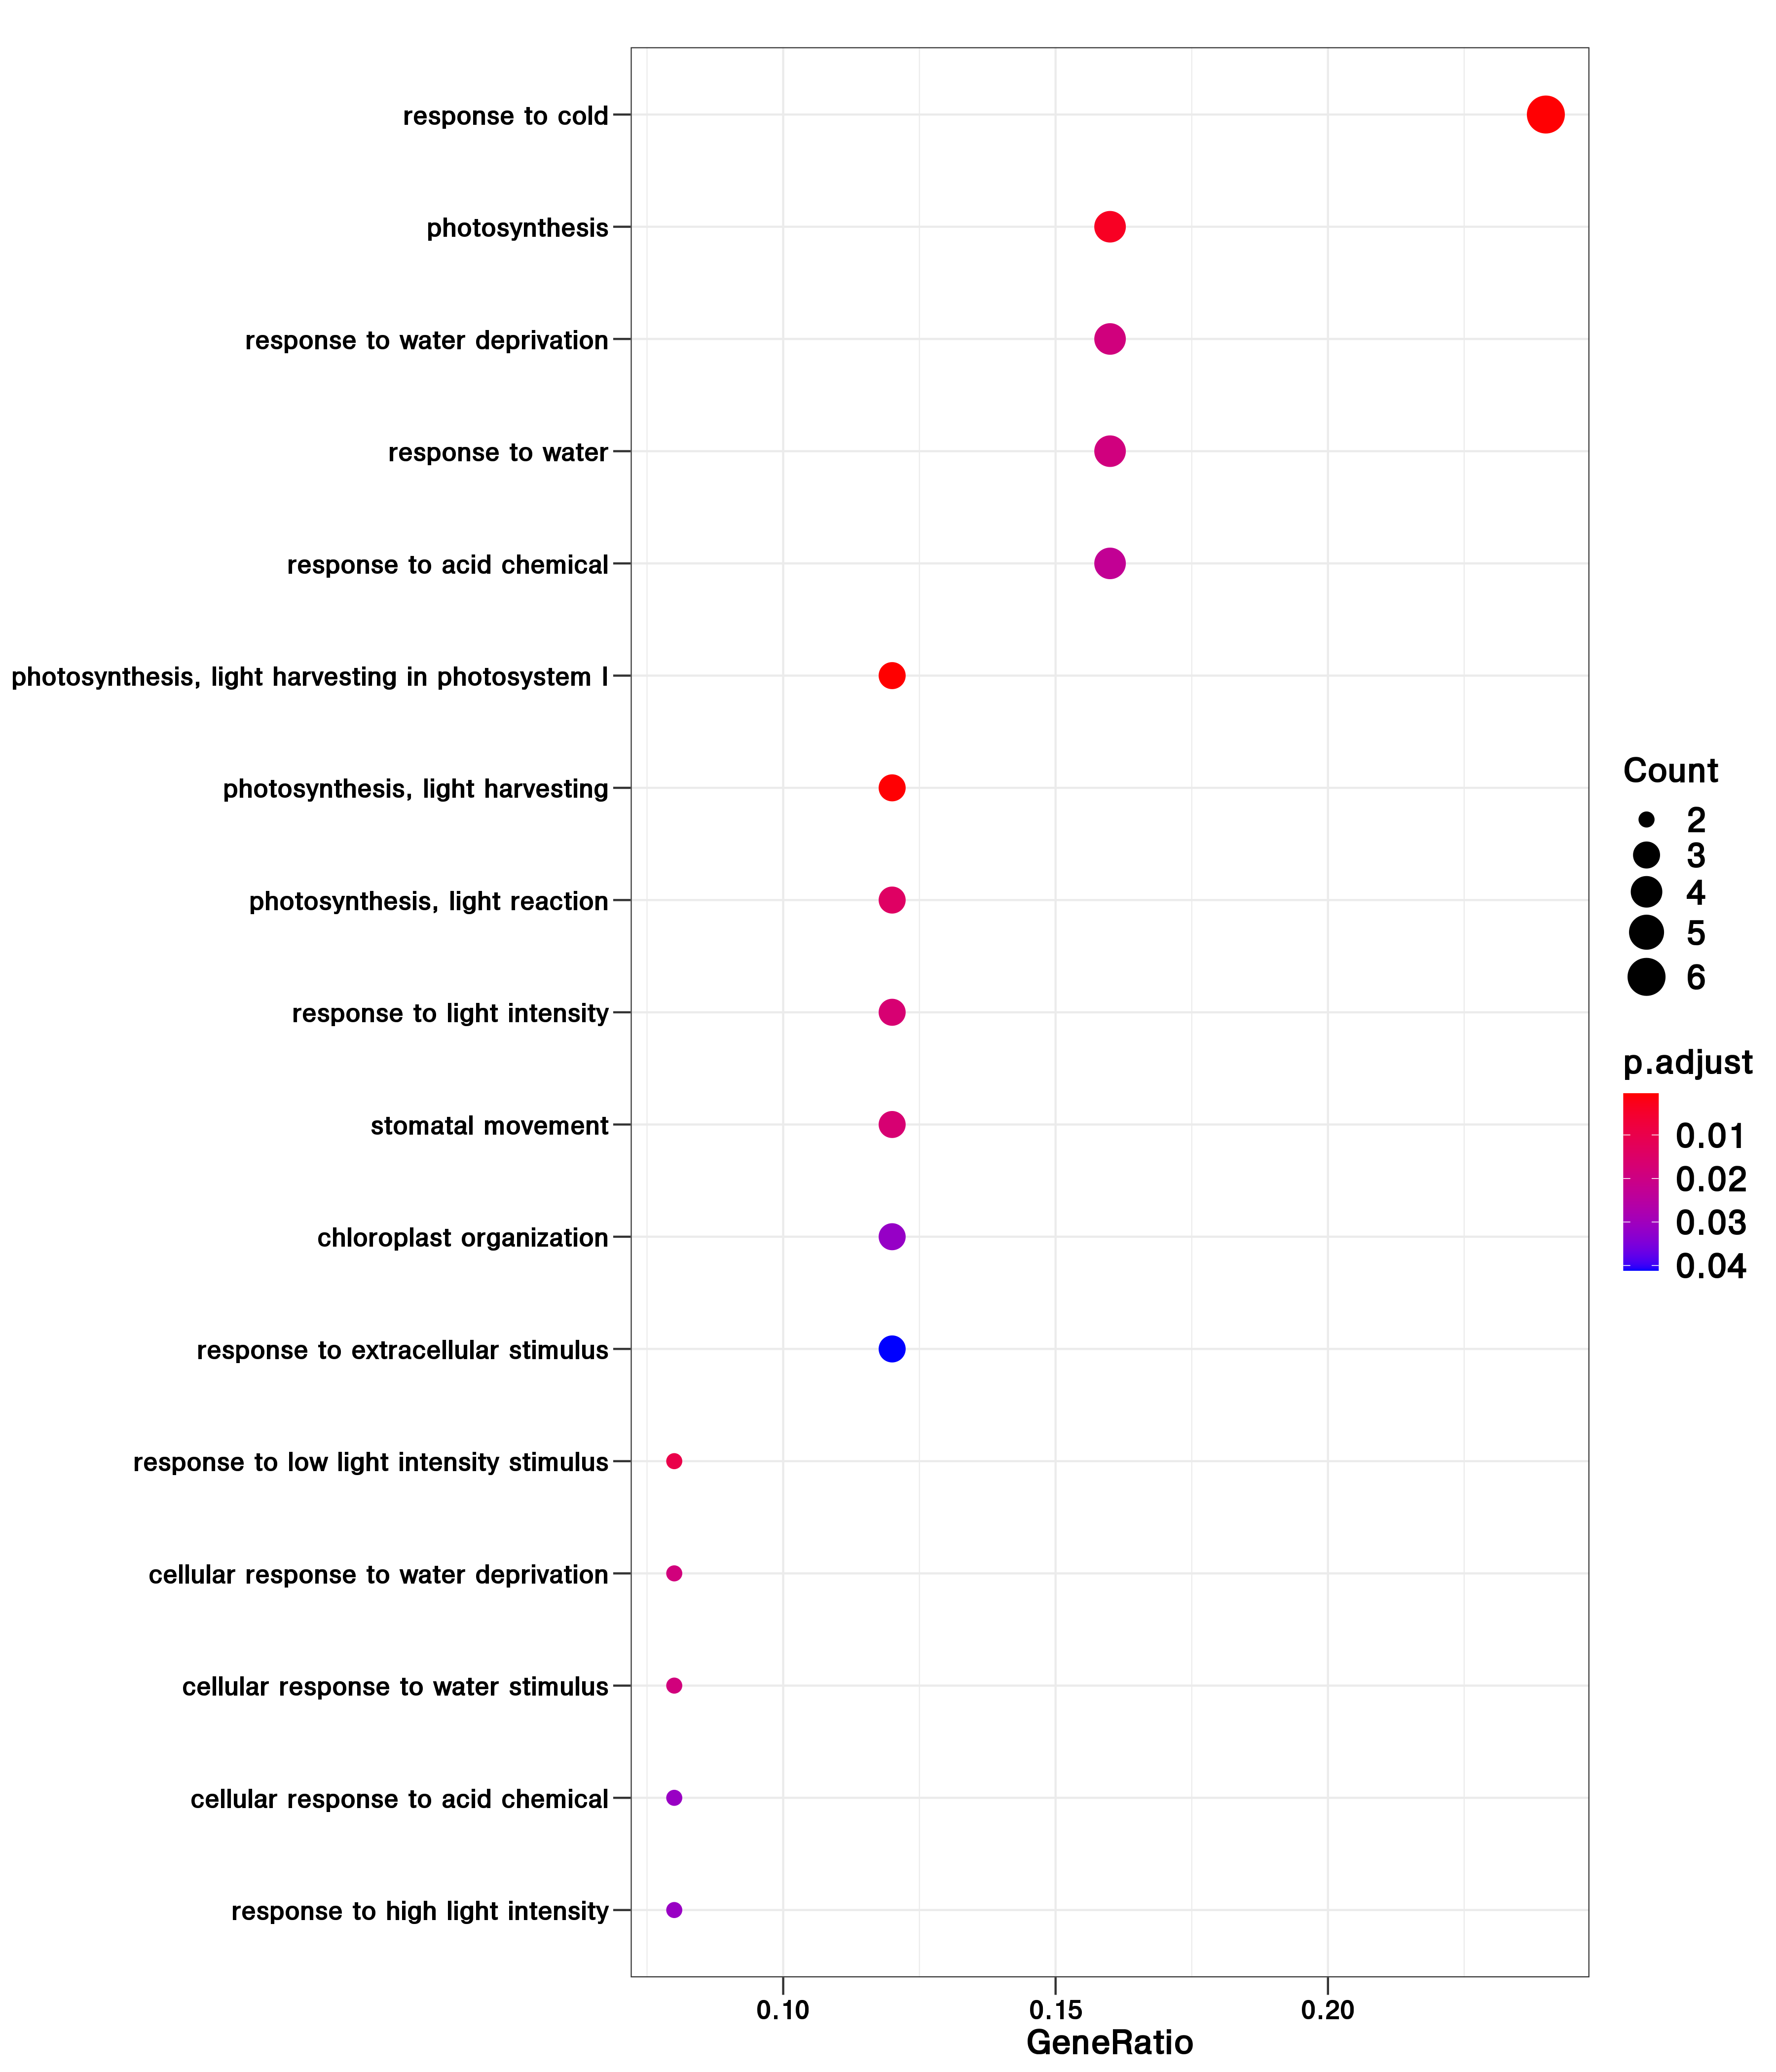 response to cold
photosynthesis
response to water deprivation
response to water
response to acid chemical
photosynthesis, light harvesting in photosystem I
photosynthesis, light harvesting
photosynthesis, light reaction
response to light intensity
stomatal movement
chloroplast organization
response to extracellular stimulus
response to low light intensity stimulus
cellular response to water deprivation
cellular response to water stimulus
cellular response to acid chemical
response to high light intensity
0.10 0.15 0.20
GeneRatio
Count
2
3
4
5
6
p.adjust
0.01
0.02
0.03
0.04